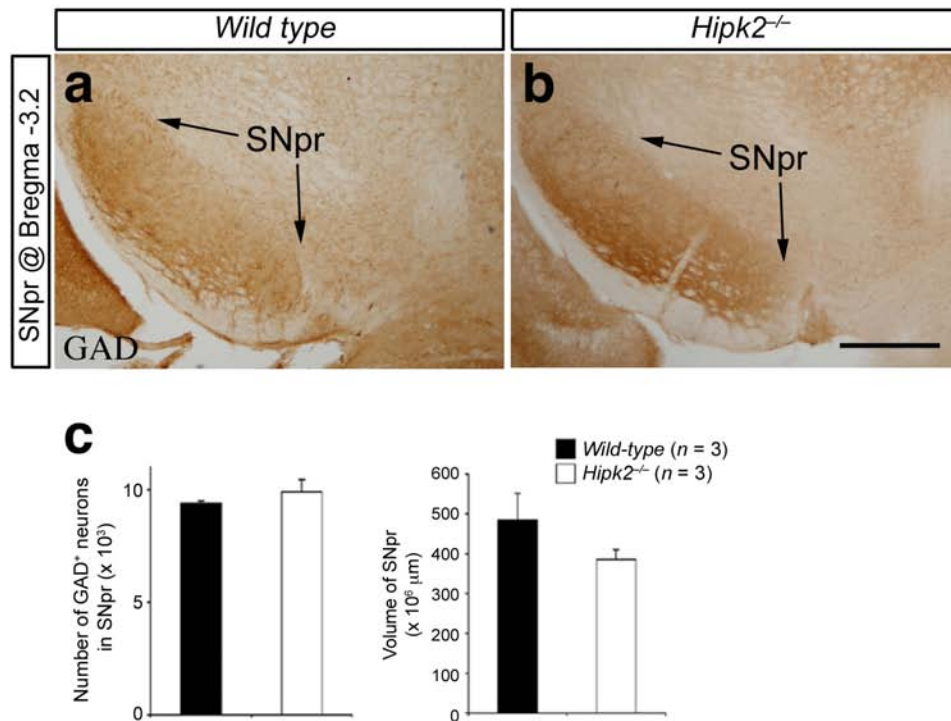 Wild type
Hipk2–/–
SNpr @ Bregma -3.2
a
SNpr
GAD
b
SNpr
c
Wild-type (n = 3)
Hipk2–/– (n = 3)
Number of GAD+ neurons
in SNpr (x 10³)
10
5
0
Volume of SNpr
(x 10⁶ µm)
600
500
400
300
200
100
0